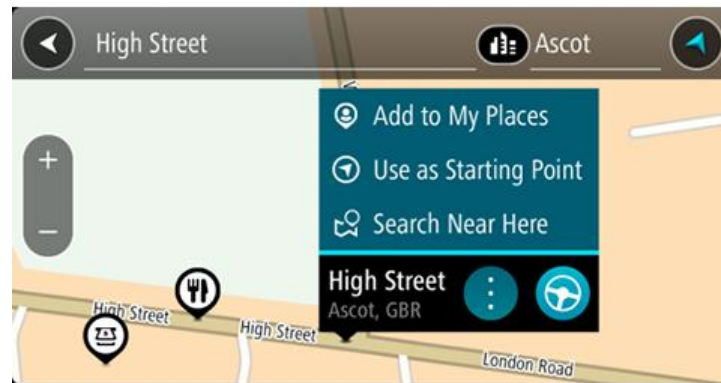 High Street
Ascot
Add to My Places
Use as Starting Point
Search Near Here
High Street
Ascot, GBR
High Street
High Street
London Road